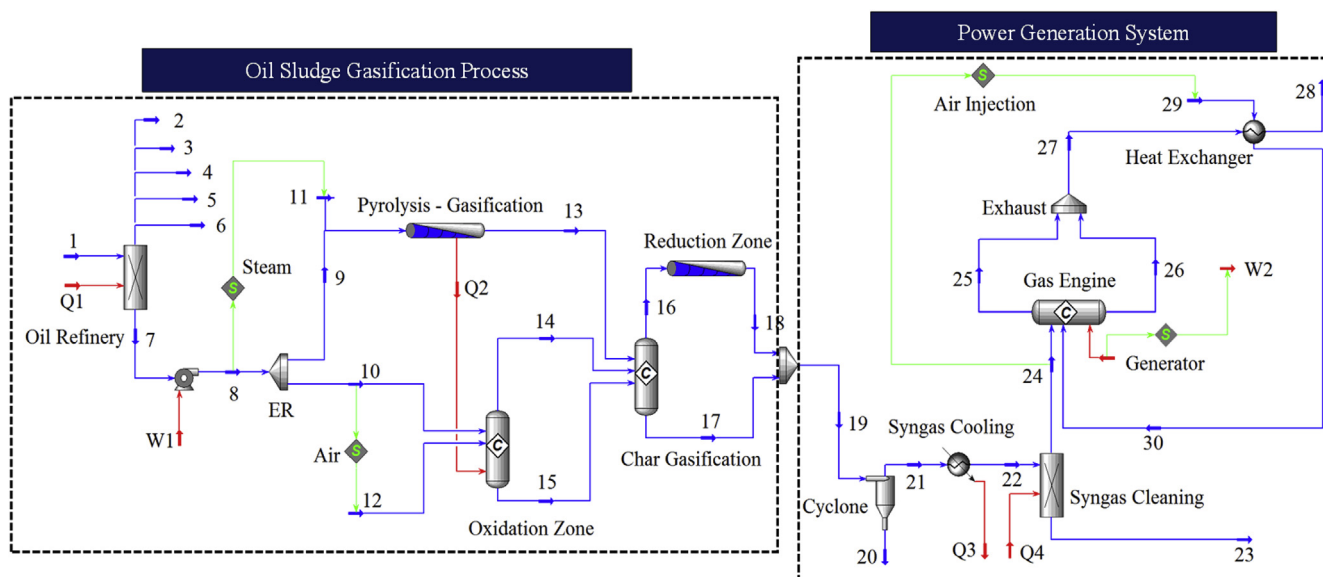 Oil Sludge Gasification Process
Power Generation System
2
3
4
5
6
1
Q1
Oil Refinery
7
W1
8
Steam
S
11
9
ER
10
Air
S
12
Pyrolysis - Gasification
13
Q2
14
15
C
Oxidation Zone
Reduction Zone
16
18
C
17
Char Gasification
19
Cyclone
20
21
Syngas Cooling
22
Q3
Q4
Syngas Cleaning
23
24
S
Air Injection
29
28
27
Heat Exchanger
Exhaust
25
26
Gas Engine
C
W2
S
Generator
30